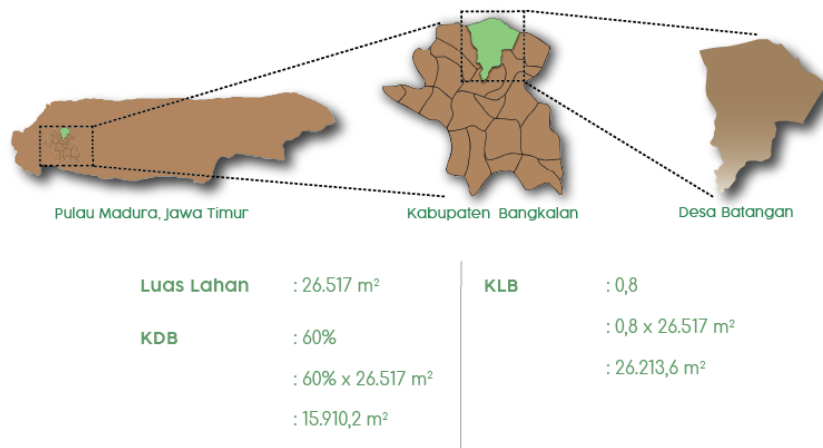 Pulau Madura, Jawa Timur
Kabupaten Bangkalan
Desa Batangan
Luas Lahan : 26.517 m²
KDB : 60%
: 60% x 26.517 m²
: 15.910,2 m²
KLB : 0,8
: 0,8 x 26.517 m²
: 26.213,6 m²